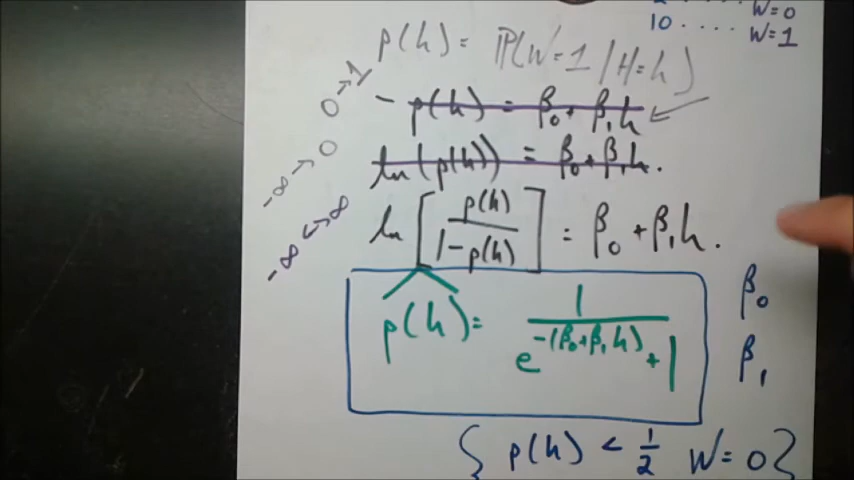 W=0
10 ..... W=1
p(h) = P(W=1 / H=h)
0 → 1 - p(h) = β₀ + β₁h
-∞ → 0 ln(p(h)) = β₀ + β₁h.
-∞ ↔ ∞ ln[p(h)/1-p(h)] = β₀ + β₁h.
p(h) = 1/e^-(β₀+β₁h) + 1
β₀
β₁
{ p(h) < 1/2 W=0 }